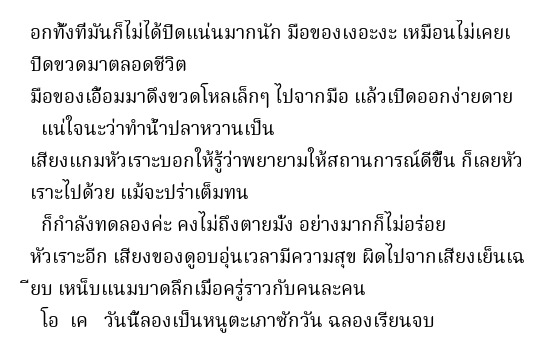 อกทั้งที่มันก็ไม่ได้ปิดแน่นมากนัก มือของเงอะงะ เหมือนไม่เคยเ
ปิดขวดมาตลอดชีวิต
มือของเอื้อมมาดึงขวดโหลเล็กๆ ไปจากมือ แล้วเปิดออกง่ายดาย
แน่ใจนะว่าทำน้ำปลาหวานเป็น
เสียงแกมหัวเราะบอกให้รู้ว่าพยายามให้สถานการณ์ดีขึ้น ก็เลยหัว
เราะไปด้วย แม้จะปร่าเต็มทน
ก็กำลังทดลองค่ะ คงไม่ถึงตายมั้ง อย่างมากก็ไม่อร่อย
หัวเราะอีก เสียงของดูอบอุ่นเวลามีความสุข ผิดไปจากเสียงเย็นเฉ
ียบ เหน็บแนมบาดลึกเมื่อครู่ราวกับคนละคน
โอ เค วันนี้ลองเป็นหนูตะเภาซักวัน ฉลองเรียนจบ